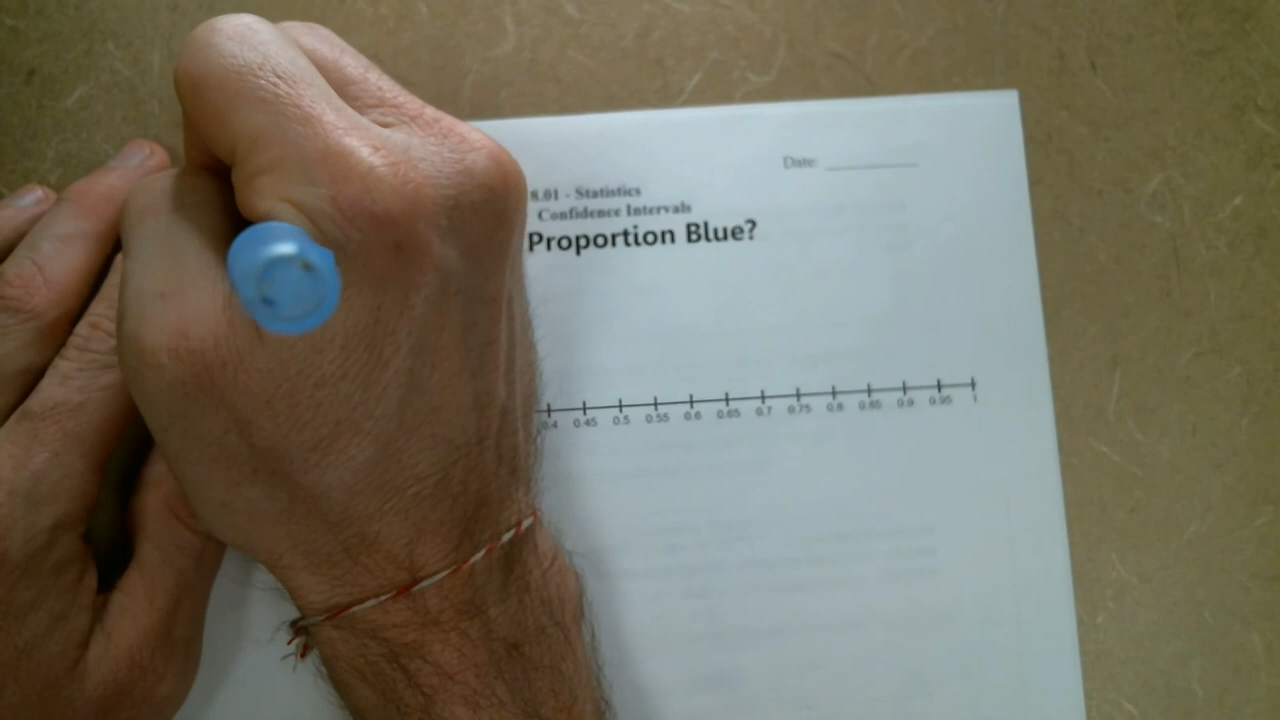 Date: ___________
8.01 - Statistics
Confidence Intervals
Proportion Blue?
0.4 0.45 0.5 0.55 0.6 0.65 0.7 0.75 0.8 0.85 0.9 0.95 1